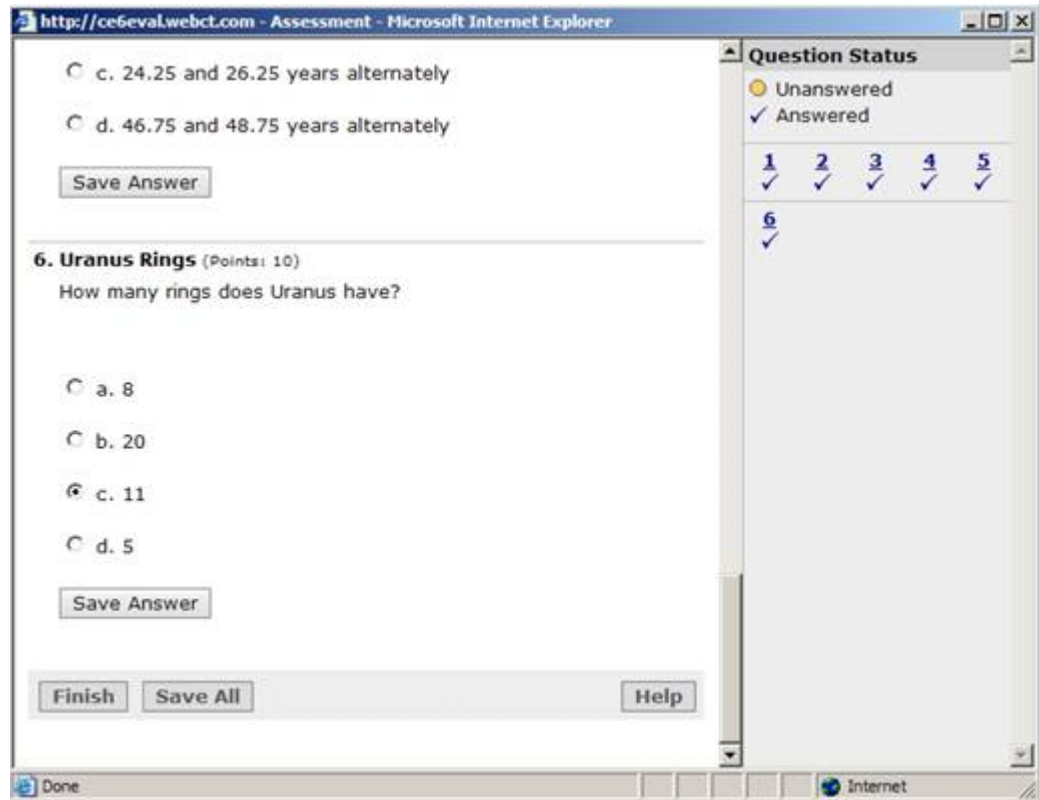 http://ce6eval.webct.com - Assessment - Microsoft Internet Explorer
c. 24.25 and 26.25 years alternately
d. 46.75 and 48.75 years alternately
Save Answer
6. Uranus Rings (Points: 10)
How many rings does Uranus have?
a. 8
b. 20
c. 11
d. 5
Save Answer
Finish Save All Help
Question Status
Unanswered
Answered
1 2 3 4 5
6
Done Internet